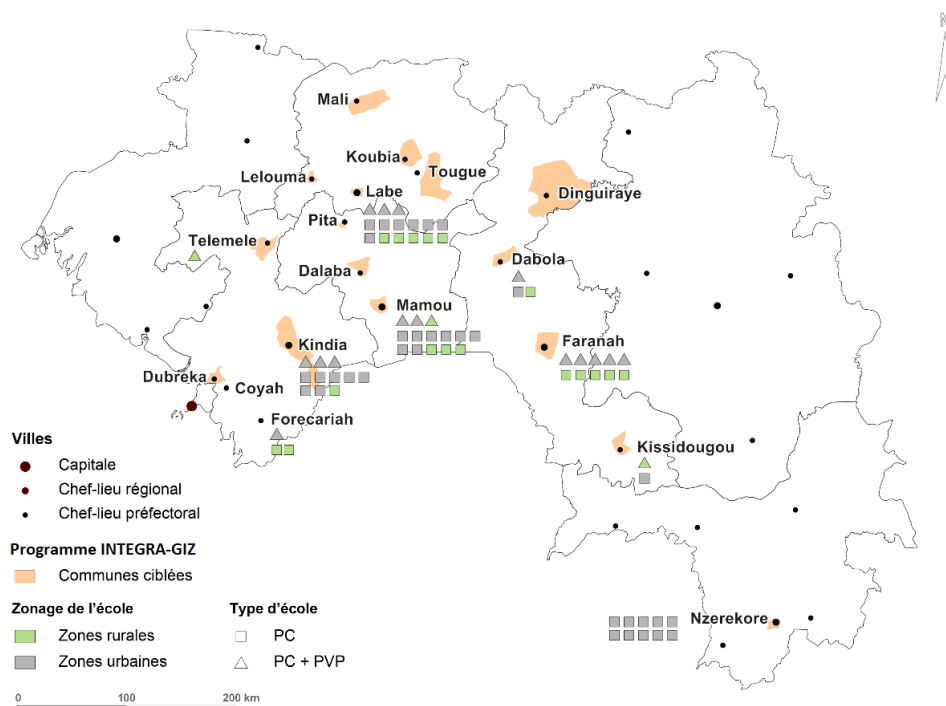 N
Mali
Koubia
Tougue
Lelouma
Labe
Dinguiraye
Pita
Telemele
Dabola
Dalaba
Mamou
Kindia
Faranah
Dubreka
Coyah
Forecariah
Kissidougou
Nzerekore
Villes
Capitale
Chef-lieu régional
Chef-lieu préfectoral
Programme INTEGRA-GIZ
Communes ciblées
Zonage de l'école
Zones rurales
Zones urbaines
Type d'école
PC
PC + PVP
0 100 200 km